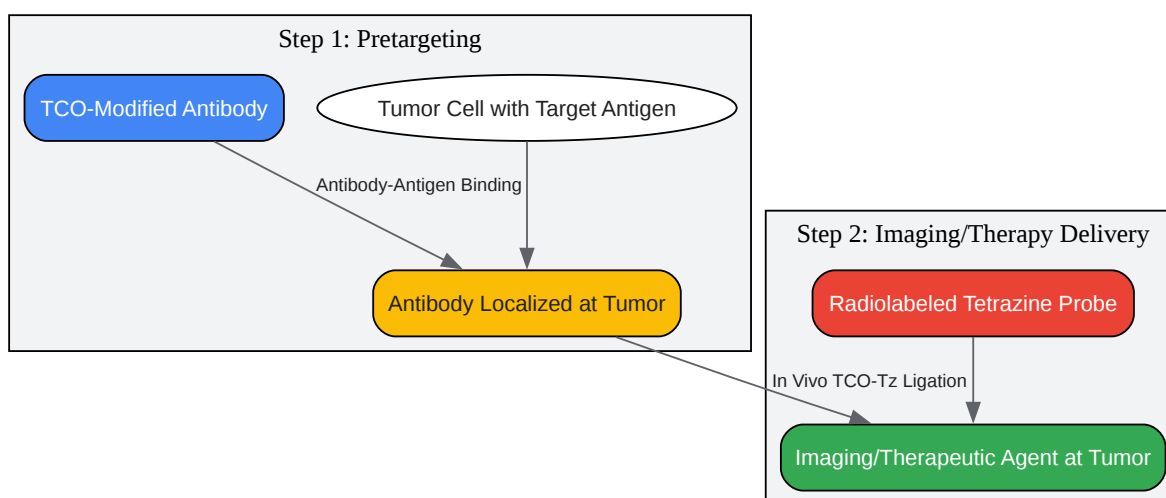 Step 1: Pretargeting
TCO-Modified Antibody
Tumor Cell with Target Antigen
Antibody-Antigen Binding
Step 2: Imaging/Therapy Delivery
Antibody Localized at Tumor
Radiolabeled Tetrazine Probe
In Vivo TCO-Tz Ligation
Imaging/Therapeutic Agent at Tumor